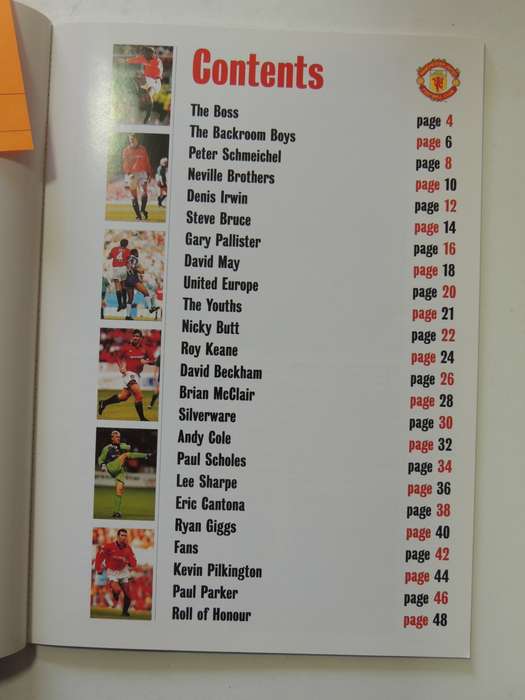 Contents
The Boss page 4
The Backroom Boys page 6
Peter Schmeichel page 8
Neville Brothers page 10
Denis Irwin page 12
Steve Bruce page 14
Gary Pallister page 16
David May page 18
United Europe page 20
The Youths page 21
Nicky Butt page 22
Roy Keane page 24
David Beckham page 26
Brian McClair page 28
Silverware page 30
Andy Cole page 32
Paul Scholes page 34
Lee Sharpe page 36
Eric Cantona page 38
Ryan Giggs page 40
Fans page 42
Kevin Pilkington page 44
Paul Parker page 46
Roll of Honour page 48